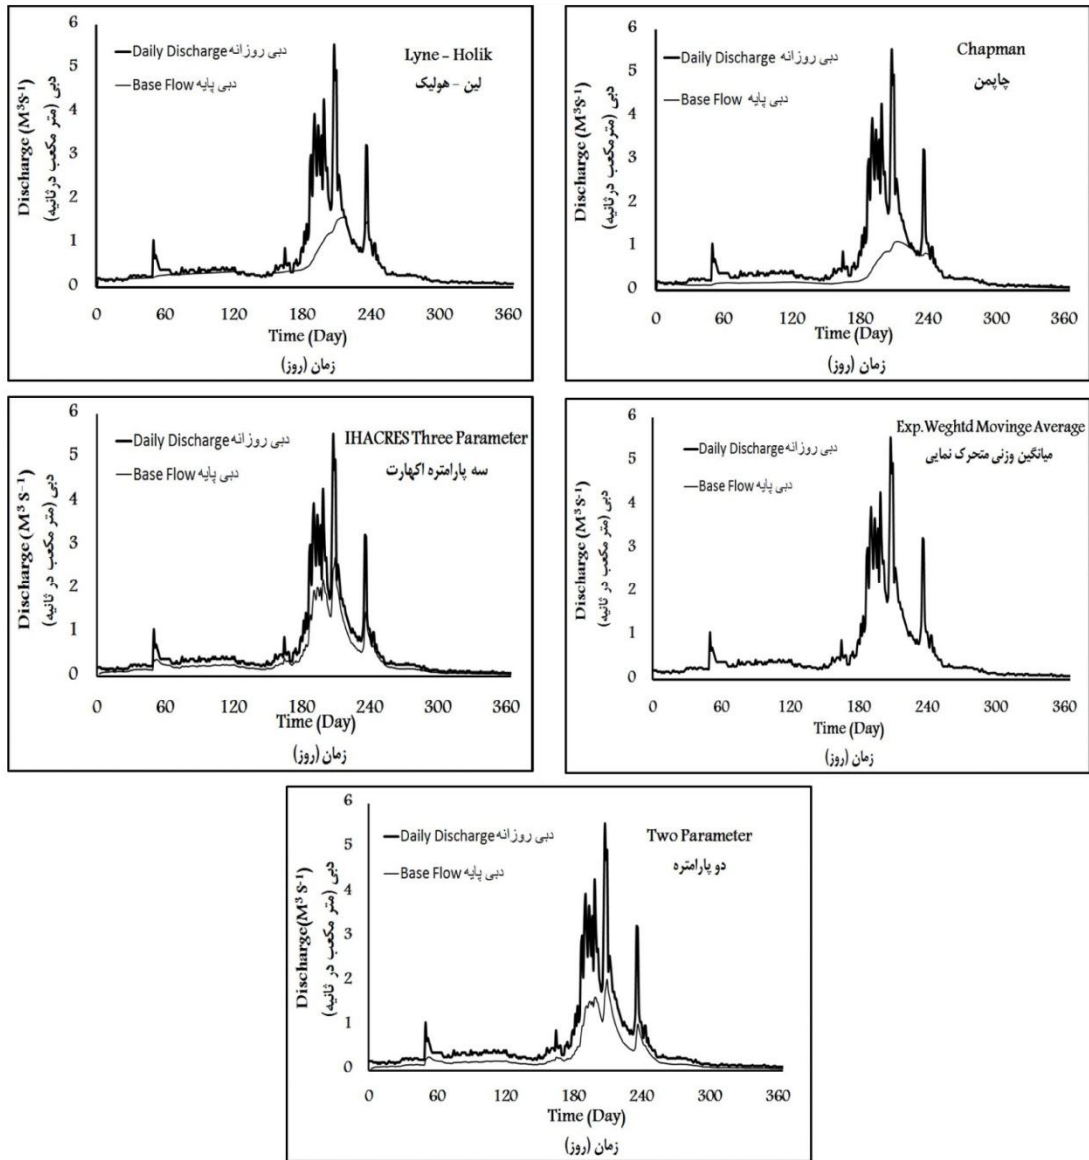 Lyne - Holik
لین - هولیک
Daily Discharge دبی روزانه
Base Flow دبی پایه
Discharge (M³S⁻¹)
دبی (متر مکعب در ثانیه)
6
5
4
3
2
1
0
0 60 120 180 240 300 360
Time (Day)
زمان (روز)
Chapman
چاپمن
Daily Discharge دبی روزانه
Base Flow دبی پایه
Discharge (M³S⁻¹)
دبی (مترمکعب در ثانیه)
6
5
4
3
2
1
0
0 60 120 180 240 300 360
Time (Day)
زمان (روز)
IHACRES Three Parameter
سه پارامتره اکهارت
Daily Discharge دبی روزانه
Base Flow دبی پایه
Discharge (M³ S⁻¹)
دبی (متر مکعب در ثانیه)
6
5
4
3
2
1
0
0 60 120 180 240 300 360
Time (Day)
زمان (روز)
Exp.Weghtd Movinge Average
میانگین وزنی متحرک نمایی
Daily Discharge دبی روزانه
Base Flow دبی پایه
Discharge (M³ S⁻¹)
دبی (متر مکعب در ثانیه)
6
5
4
3
2
1
0
0 60 120 180 240 300 360
Time (Day)
زمان (روز)
Two Parameter
دو پارامتره
Daily Discharge دبی روزانه
Base Flow دبی پایه
Discharge(M³ S⁻¹)
دبی (متر مکعب در ثانیه)
6
5
4
3
2
1
0
0 60 120 180 240 300 360
Time (Day)
زمان (روز)